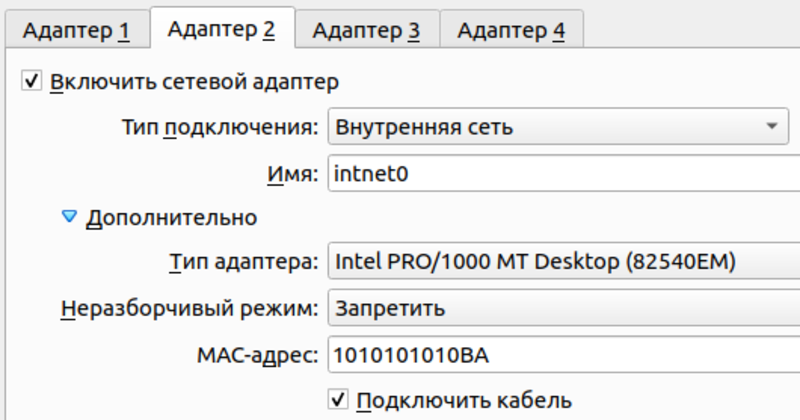 Адаптер 1 Адаптер 2 Адаптер 3 Адаптер 4
Включить сетевой адаптер
Тип подключения: Внутренняя сеть
Имя: intnet0
Дополнительно
Тип адаптера: Intel PRO/1000 MT Desktop (82540EM)
Неразборчивый режим: Запретить
MAC-адрес: 1010101010BA
Подключить кабель